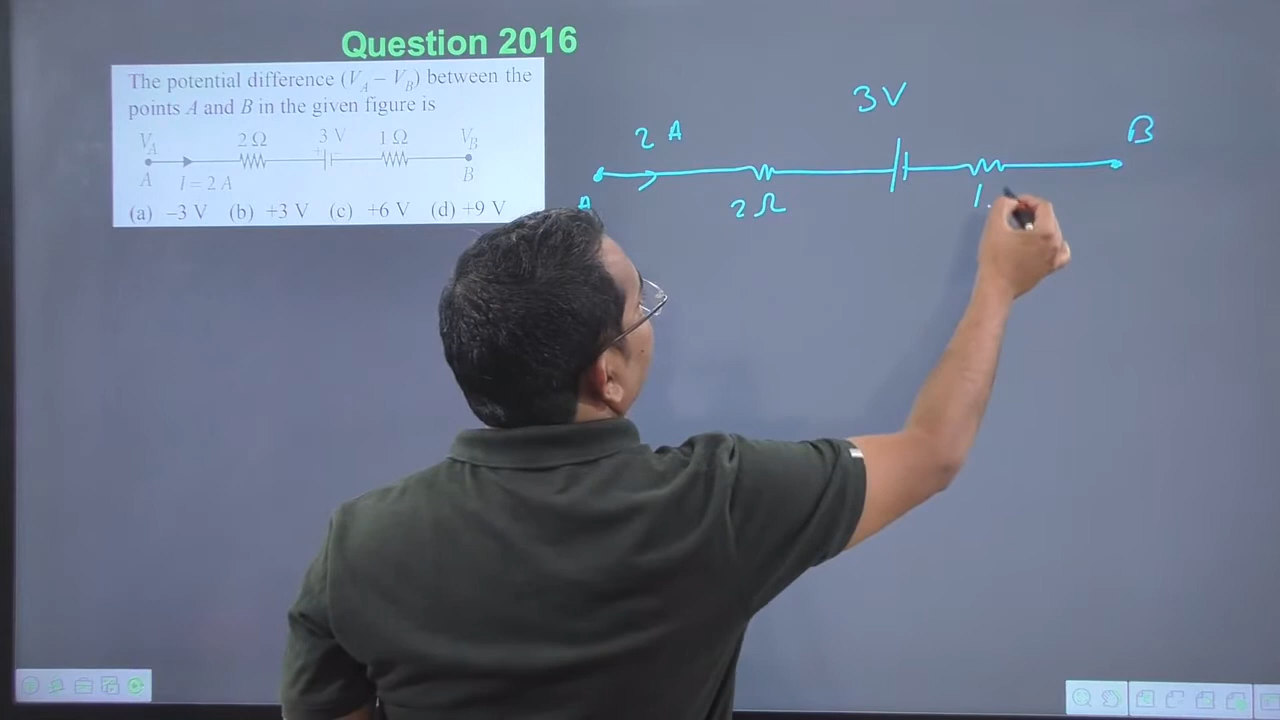 Question 2016
The potential difference (V_A – V_B) between the
points A and B in the given figure is
V_A 2 Ω 3 V 1 Ω V_B
+ –
A I = 2 A B
(a) –3 V (b) +3 V (c) +6 V (d) +9 V
3V
2 A B
A 2 Ω 1